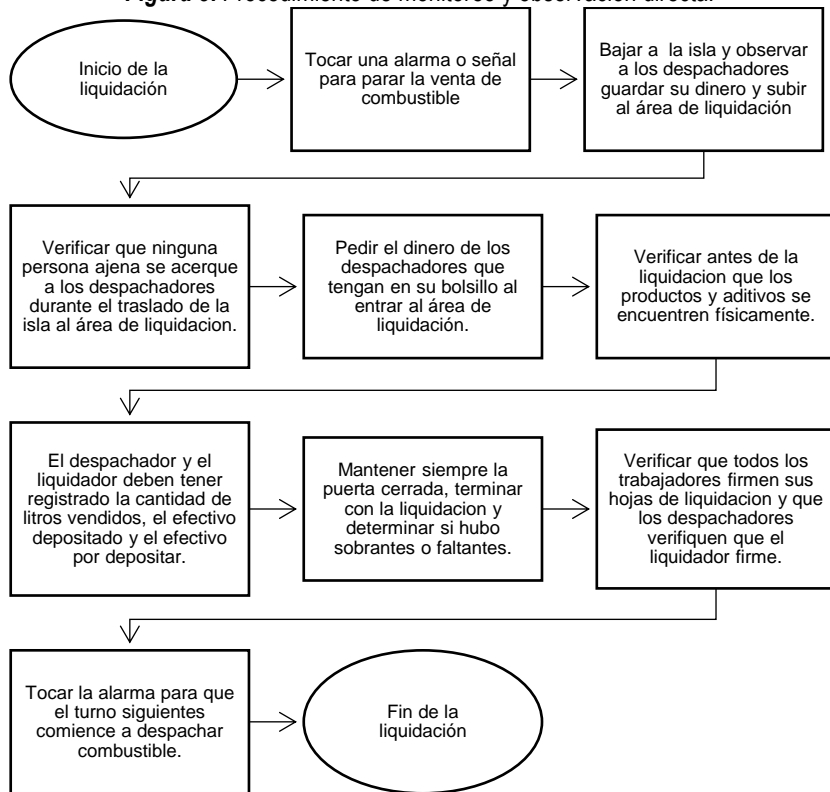 Procedimiento de monitoreo y observación directa.
Inicio de la
liquidación
Tocar una alarma o señal
para parar la venta de
combustible
Bajar a la isla y observar
a los despachadores
guardar su dinero y subir
al área de liquidación
Verificar que ninguna
persona ajena se acerque
a los despachadores
durante el traslado de la
isla al área de liquidacion.
Pedir el dinero de los
despachadores que
tengan en su bolsillo al
entrar al área de
liquidación.
Verificar antes de la
liquidacion que los
productos y aditivos se
encuentren físicamente.
El despachador y el
liquidador deben tener
registrado la cantidad de
litros vendidos, el efectivo
depositado y el efectivo
por depositar.
Mantener siempre la
puerta cerrada, terminar
con la liquidacion y
determinar si hubo
sobrantes o faltantes.
Verificar que todos los
trabajadores firmen sus
hojas de liquidacion y que
los despachadores
verifiquen que el
liquidador firme.
Tocar la alarma para que
el turno siguientes
comience a despachar
combustible.
Fin de la
liquidación